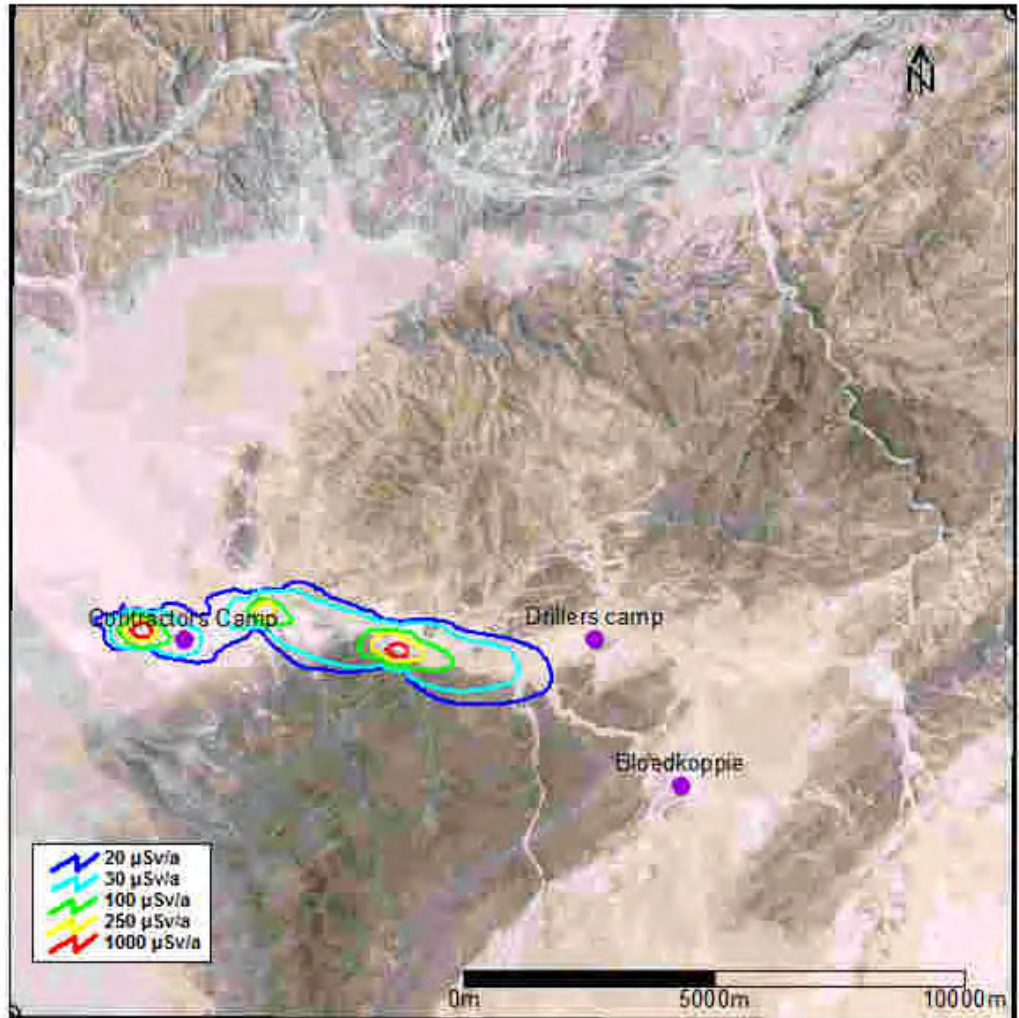 N
Contractors Camp
Drillers camp
Bloedkoppie
20 µSv/a
30 µSv/a
100 µSv/a
250 µSv/a
1000 µSv/a
0m 5000m 10000m